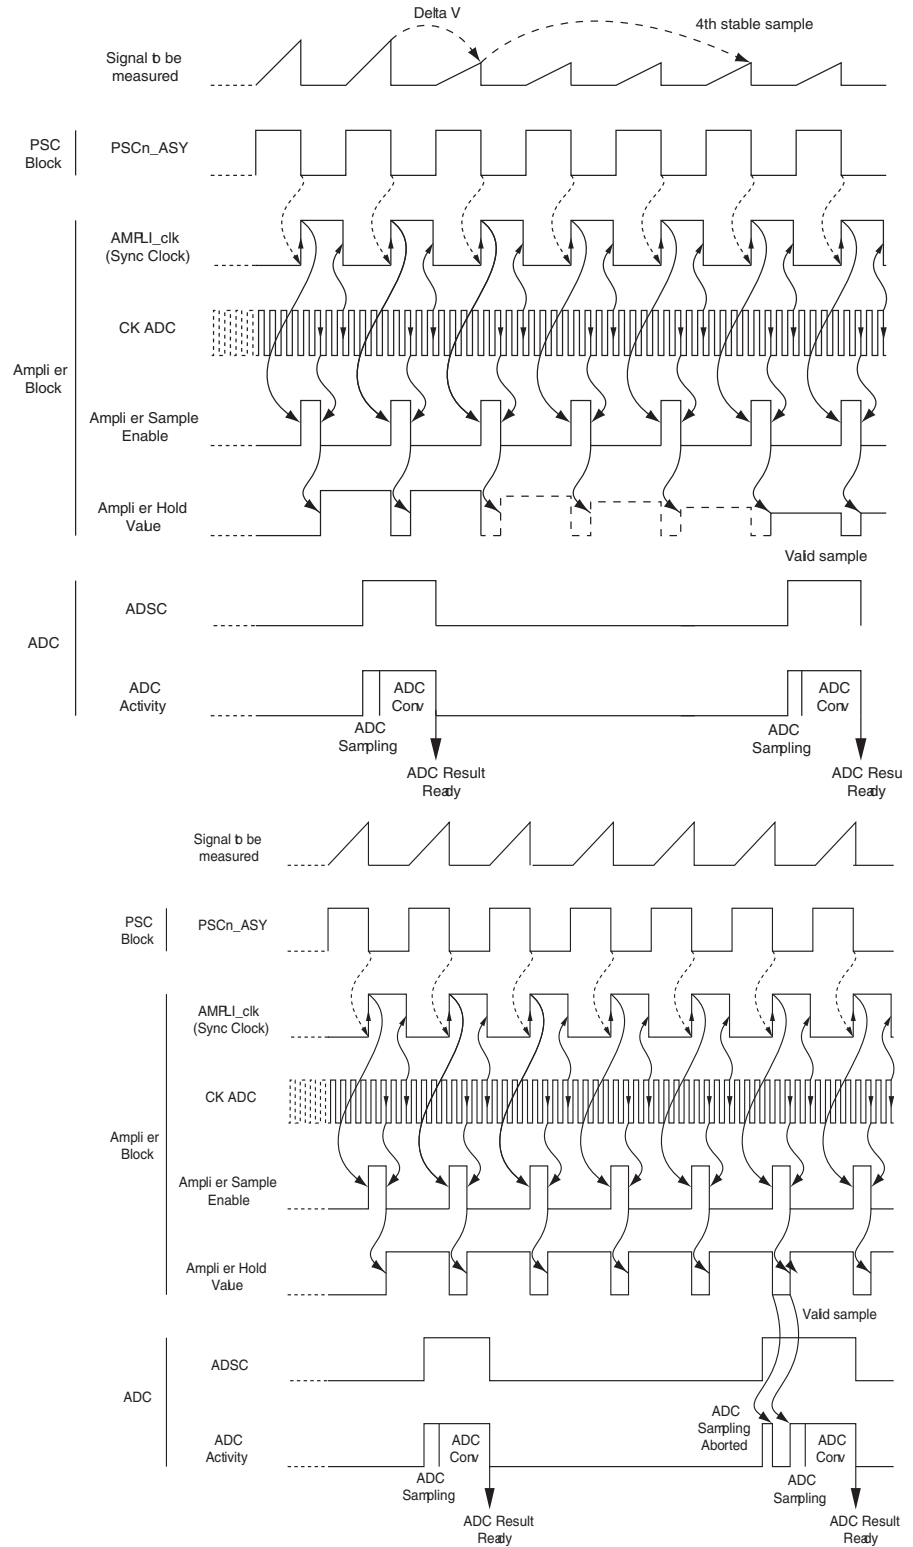 Delta V
4th stable sample
Signal to be
measured
PSC
Block
PSCn_ASY
AMPLI_clk
(Sync Clock)
CK ADC
Ampli er
Block
Ampli er Sample
Enable
Ampli er Hold
Value
Valid sample
ADSC
ADC
ADC
Activity
ADC
Conv
ADC
Conv
ADC
Sampling
ADC
Sampling
ADC Result
Ready
ADC Resu
Ready
Signal to be
measured
PSC
Block
PSCn_ASY
AMPLI_clk
(Sync Clock)
CK ADC
Ampli er
Block
Ampli er Sample
Enable
Ampli er Hold
Value
Valid sample
ADSC
ADC
ADC
Sampling
Aborted
ADC
Activity
ADC
Conv
ADC
Conv
ADC
Sampling
ADC
Sampling
ADC Result
Ready
ADC Result
Ready